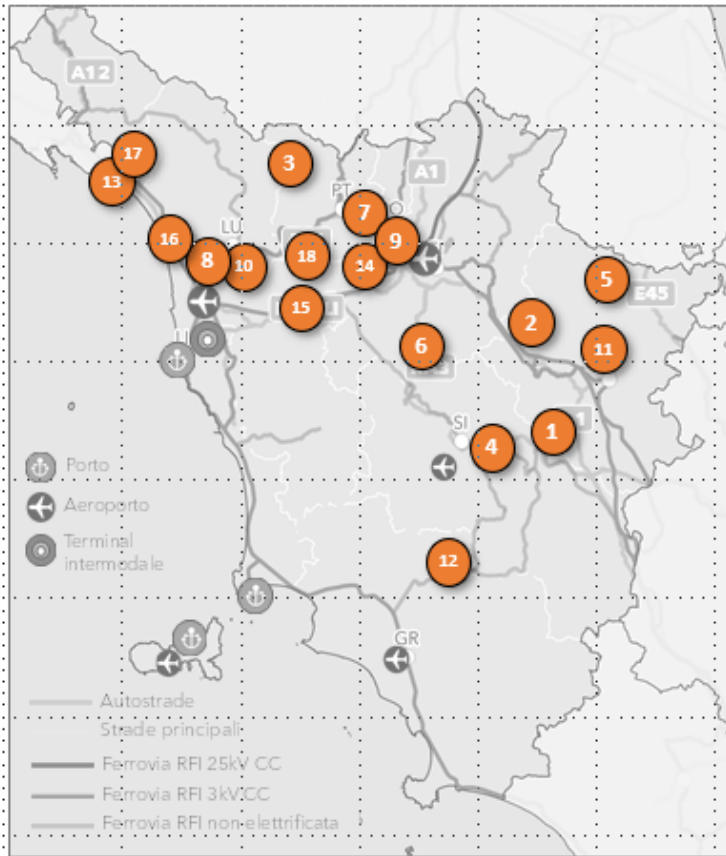 A12
17
3
13
PT
A1
7
O
16
LU
9
8
10
18
14
5
E45
15
2
6
11
SI
1
4
Porto
Aeroporto
Terminal
intermodale
12
GR
Autostrade
Strade principali
Ferrovia RFI 25kV CC
Ferrovia RFI 3kV CC
Ferrovia RFI non elettrificata